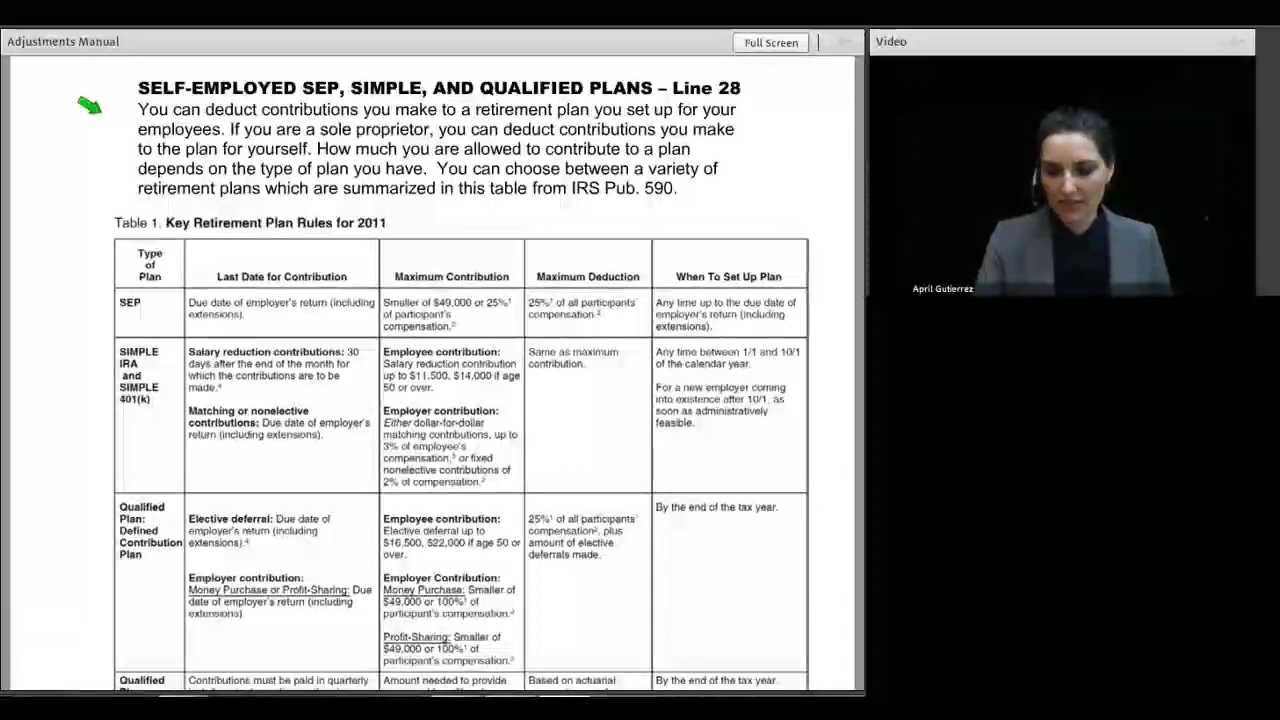 Adjustments Manual
Full Screen
Video
SELF-EMPLOYED SEP, SIMPLE, AND QUALIFIED PLANS – Line 28
You can deduct contributions you make to a retirement plan you set up for your
employees. If you are a sole proprietor, you can deduct contributions you make
to the plan for yourself. How much you are allowed to contribute to a plan
depends on the type of plan you have. You can choose between a variety of
retirement plans which are summarized in this table from IRS Pub. 590.
Table 1. Key Retirement Plan Rules for 2011
Type
of
Plan
Last Date for Contribution
Maximum Contribution
Maximum Deduction
When To Set Up Plan
SEP
Due date of employer's return (including
extensions).
Smaller of $49,000 or 25%¹
of participant's
compensation.²
25%¹ of all participants'
compensation.²
Any time up to the due date of
employer's return (including
extensions).
SIMPLE
IRA
and
SIMPLE
401(k)
Salary reduction contributions: 30
days after the end of the month for
which the contributions are to be
made.⁴
Matching or nonelective
contributions: Due date of employer's
return (including extensions).
Employee contribution:
Salary reduction contribution
up to $11,500, $14,000 if age
50 or over.
Employer contribution:
Either dollar-for-dollar
matching contributions, up to
3% of employee's
compensation,³ or fixed
nonelective contributions of
2% of compensation.²
Same as maximum
contribution.
Any time between 1/1 and 10/1
of the calendar year.
For a new employer coming
into existence after 10/1, as
soon as administratively
feasible.
Qualified
Plan:
Defined
Contribution
Plan
Elective deferral: Due date of
employer's return (including
extensions).⁴
Employer contribution:
Money Purchase or Profit-Sharing: Due
date of employer's return (including
extensions)
Employee contribution:
Elective deferral up to
$16,500, $22,000 if age 50 or
over.
Employer Contribution:
Money Purchase: Smaller of
$49,000 or 100%¹ of
participant's compensation.²
Profit-Sharing: Smaller of
$49,000 or 100%¹ of
participant's compensation.²
25%¹ of all participants'
compensation², plus
amount of elective
deferrals made.
By the end of the tax year.
Qualified
Contributions must be paid in quarterly
Amount needed to provide
Based on actuarial
By the end of the tax year.
April Gutierrez